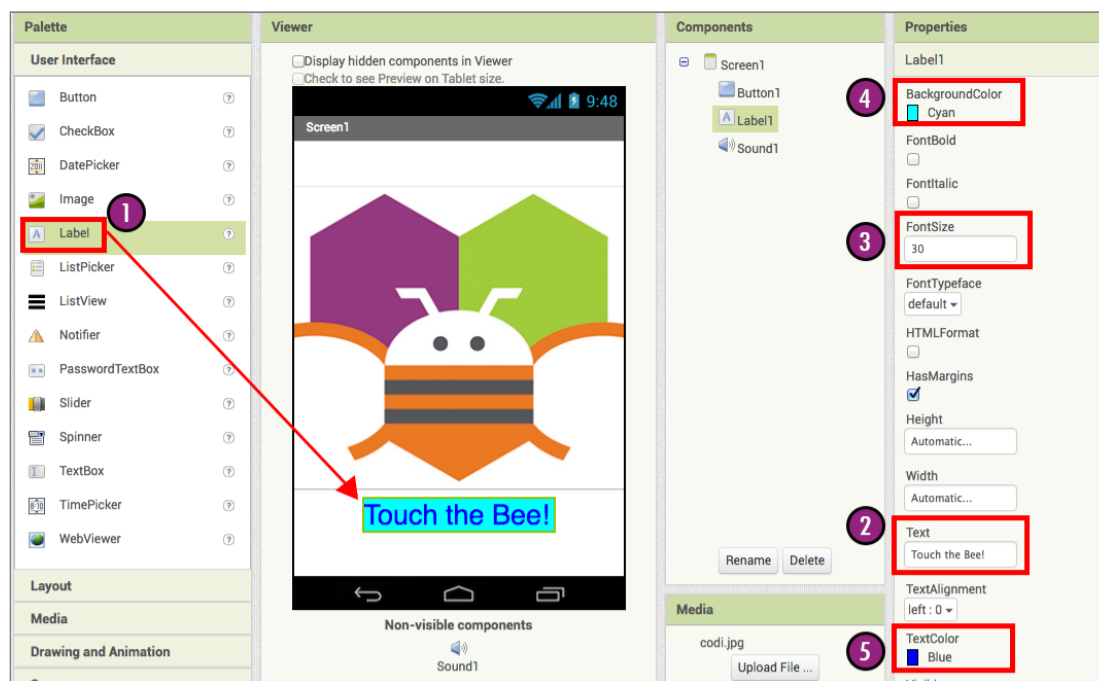 Palette
User Interface
Button
CheckBox
DatePicker
Image
1
Label
ListPicker
ListView
Notifier
PasswordTextBox
Slider
Spinner
TextBox
TimePicker
WebViewer
Layout
Media
Drawing and Animation
Viewer
Display hidden components in Viewer
Check to see Preview on Tablet size.
9:48
Screen1
Touch the Bee!
Non-visible components
Sound1
Components
Screen1
Button1
Label1
Sound1
Rename Delete
Media
codi.jpg
Upload File ...
Properties
Label1
4
BackgroundColor
Cyan
FontBold
FontItalic
3
FontSize
30
FontTypeface
default
HTMLFormat
HasMargins
Height
Automatic...
Width
Automatic...
2
Text
Touch the Bee!
TextAlignment
left : 0
5
TextColor
Blue